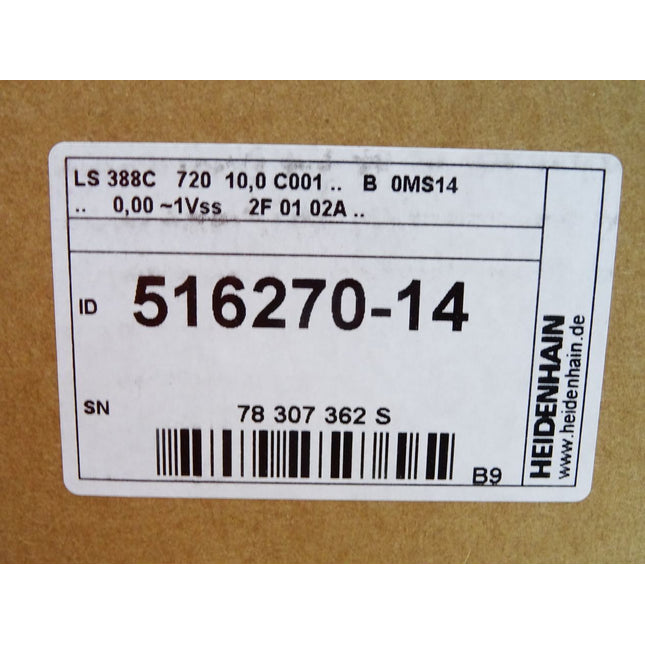 LS 388C 720 10,0 C001 .. B 0MS14
.. 0,00 ~1Vss 2F 01 02A ..
ID 516270-14
SN 78 307 362 S
B9
HEIDENHAIN
www.heidenhain.de